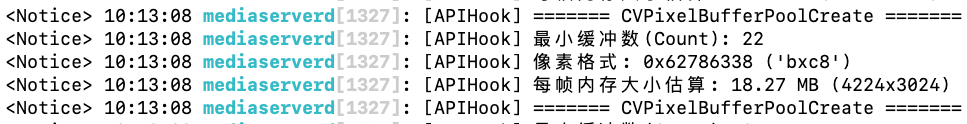 <Notice> 10:13:08 mediaserverd[1327]: [APIHook] ======= CVPixelBufferPoolCreate =======
<Notice> 10:13:08 mediaserverd[1327]: [APIHook] 最小缓冲数(Count): 22
<Notice> 10:13:08 mediaserverd[1327]: [APIHook] 像素格式: 0x62786338 ('bxc8')
<Notice> 10:13:08 mediaserverd[1327]: [APIHook] 每帧内存大小估算: 18.27 MB (4224x3024)
<Notice> 10:13:08 mediaserverd[1327]: [APIHook] ======= CVPixelBufferPoolCreate =======